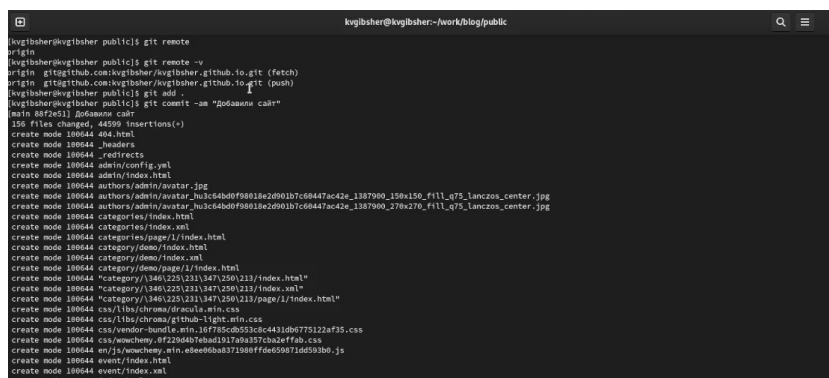 kvgibsher@kvgibsher:~/work/blog/public
[kvgibsher@kvgibsher public]$ git remote
origin
[kvgibsher@kvgibsher public]$ git remote -v
origin  git@github.com:kvgibsher/kvgibsher.github.io.git (fetch)
origin  git@github.com:kvgibsher/kvgibsher.github.io.git (push)
[kvgibsher@kvgibsher public]$ git add .
[kvgibsher@kvgibsher public]$ git commit -am "Добавили сайт"
[main 88f2e51] Добавили сайт
 156 files changed, 44599 insertions(+)
 create mode 100644 404.html
 create mode 100644 _headers
 create mode 100644 _redirects
 create mode 100644 admin/config.yml
 create mode 100644 admin/index.html
 create mode 100644 authors/admin/avatar.jpg
 create mode 100644 authors/admin/avatar_hu3c64bd0f98018e2d901b7c60447ac42e_1387900_150x150_fill_q75_lanczos_center.jpg
 create mode 100644 authors/admin/avatar_hu3c64bd0f98018e2d901b7c60447ac42e_1387900_270x270_fill_q75_lanczos_center.jpg
 create mode 100644 categories/index.html
 create mode 100644 categories/index.xml
 create mode 100644 categories/page/1/index.html
 create mode 100644 category/demo/index.html
 create mode 100644 category/demo/index.xml
 create mode 100644 category/demo/page/1/index.html
 create mode 100644 "category/\346\225\231\347\250\213/index.html"
 create mode 100644 "category/\346\225\231\347\250\213/index.xml"
 create mode 100644 "category/\346\225\231\347\250\213/page/1/index.html"
 create mode 100644 css/libs/chroma/dracula.min.css
 create mode 100644 css/libs/chroma/github-light.min.css
 create mode 100644 css/vendor-bundle.min.16f785cdb553c8c4431db6775122af35.css
 create mode 100644 css/wowchemy.0f229d4b7ebad1917a9a357cba2effab.css
 create mode 100644 en/js/wowchemy.min.e8ee06ba8371980ffde659871dd593b0.js
 create mode 100644 event/index.html
 create mode 100644 event/index.xml